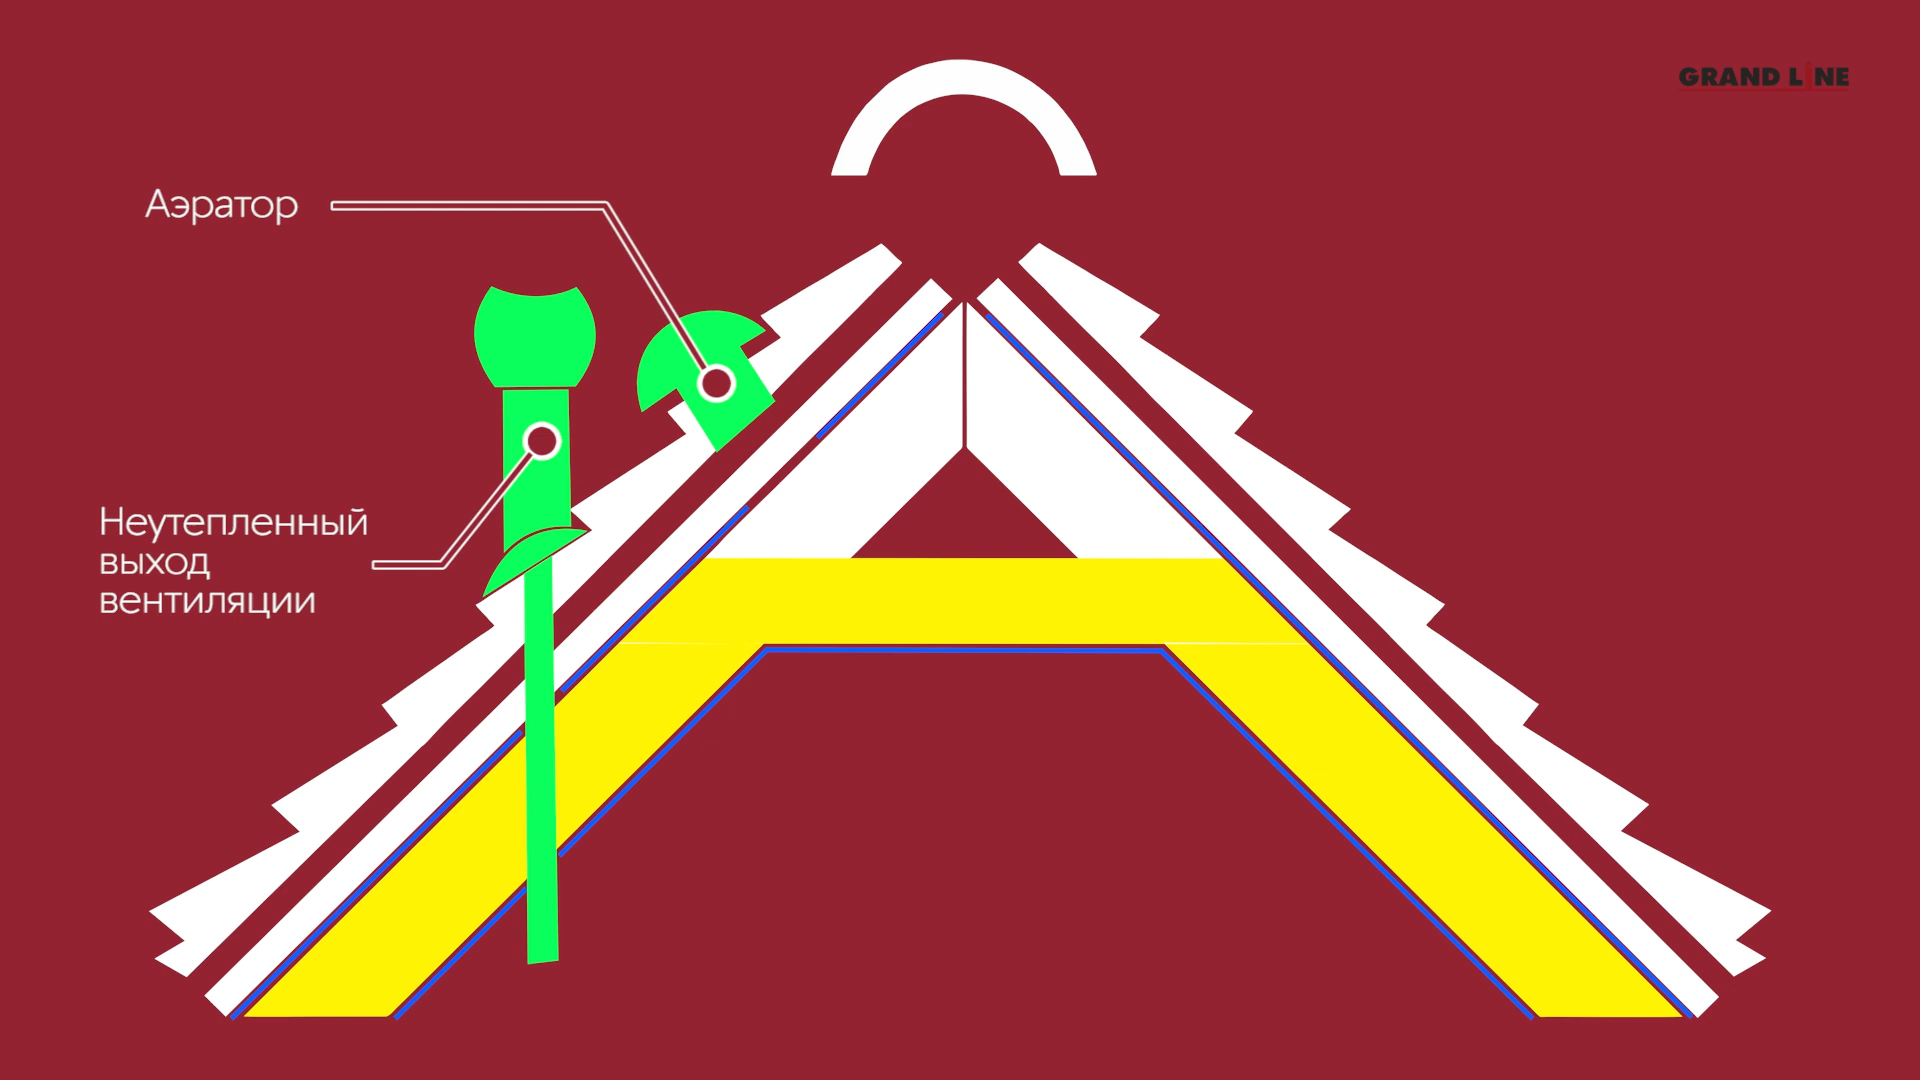 GRAND LINE
Аэратор
Неутепленный
выход
вентиляции